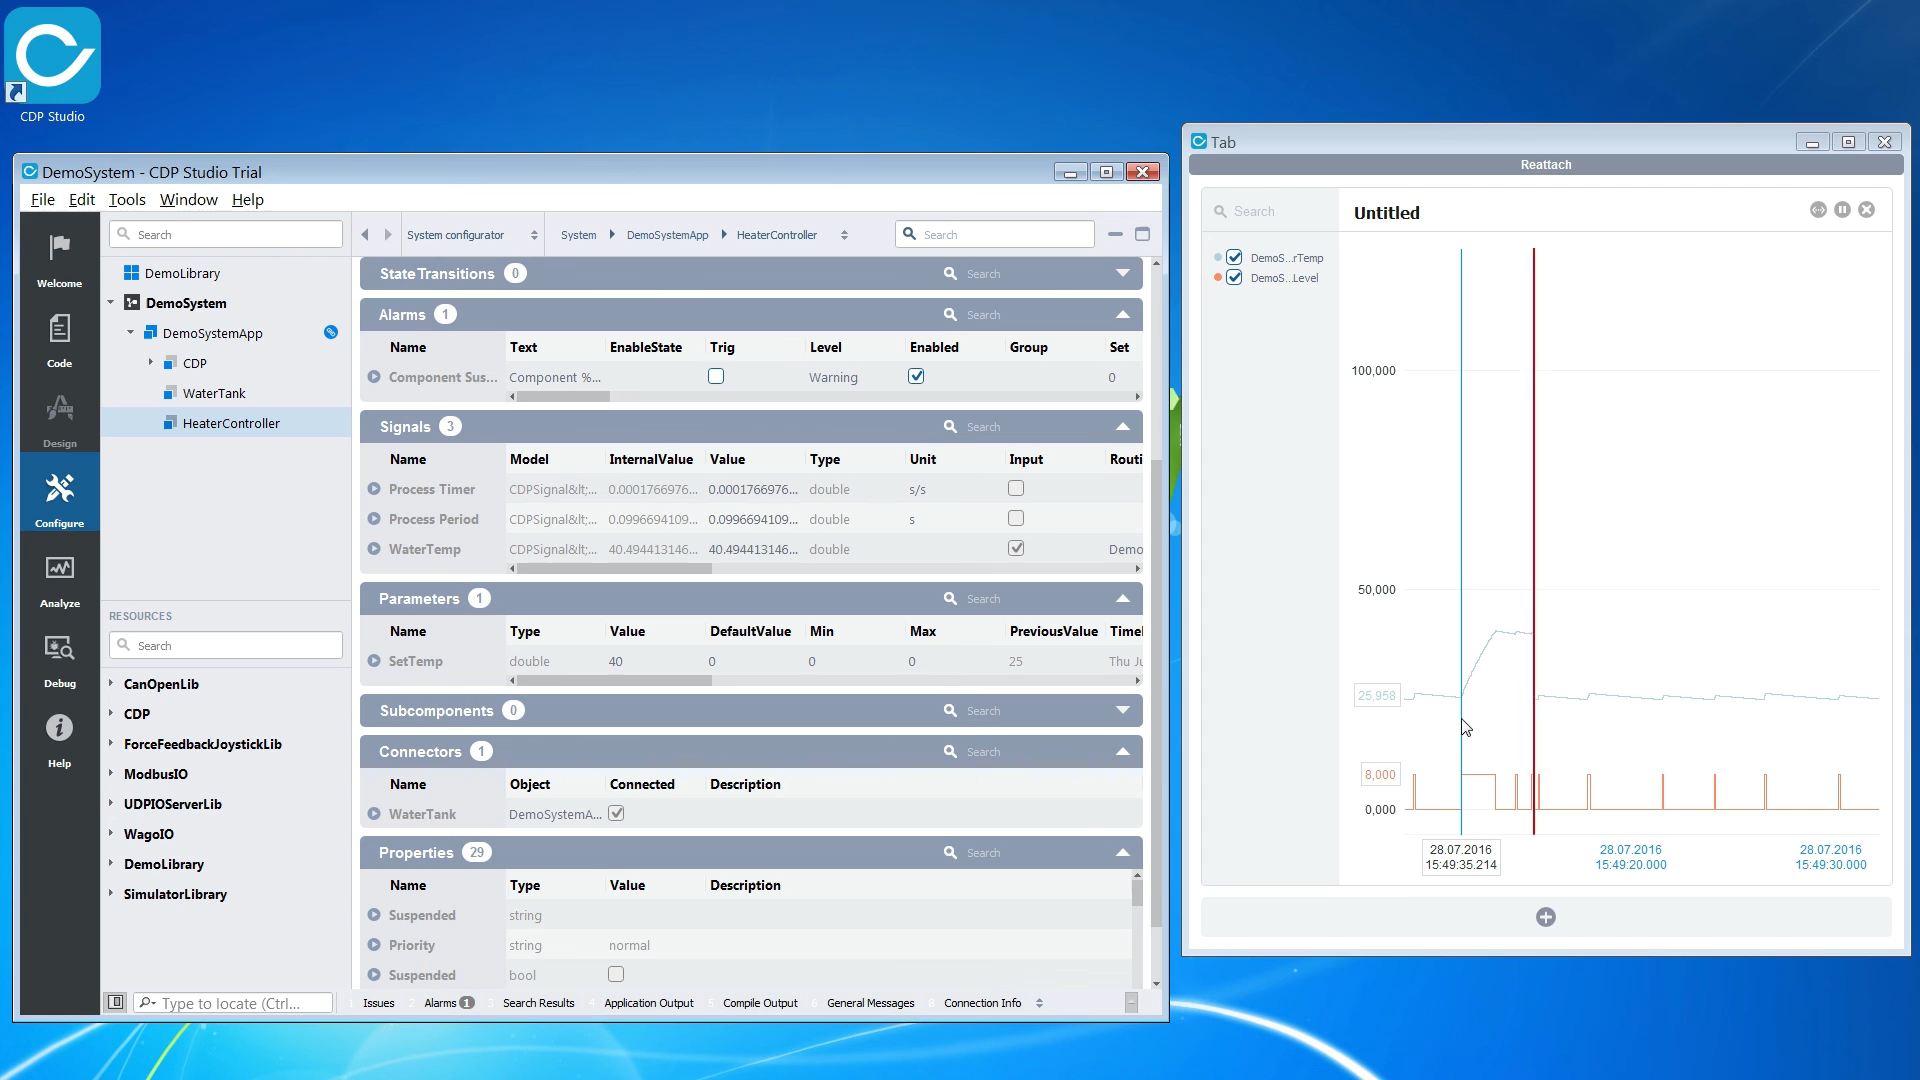 CDP Studio
DemoSystem - CDP Studio Trial
File Edit Tools Window Help
Welcome
Code
Design
Configure
Analyze
Debug
Help
Search
DemoLibrary
DemoSystem
DemoSystemApp
CDP
WaterTank
HeaterController
RESOURCES
Search
CanOpenLib
CDP
ForceFeedbackJoystickLib
ModbusIO
UDPIOServerLib
WagoIO
DemoLibrary
SimulatorLibrary
Type to locate (Ctrl...
System configurator System DemoSystemApp HeaterController Search
StateTransitions 0 Search
Alarms 1 Search
Name Text EnableState Trig Level Enabled Group Set
Component Sus... Component %... Warning 0
Signals 3 Search
Name Model InternalValue Value Type Unit Input Routi
Process Timer CDPSignal&lt;... 0.0001766976... 0.0001766976... double s/s
Process Period CDPSignal&lt;... 0.0996694109... 0.0996694109... double s
WaterTemp CDPSignal&lt;... 40.494413146... 40.494413146... double Demo
Parameters 1 Search
Name Type Value DefaultValue Min Max PreviousValue Timel
SetTemp double 40 0 0 0 25 Thu Ju
Subcomponents 0 Search
Connectors 1 Search
Name Object Connected Description
WaterTank DemoSystemA...
Properties 29 Search
Name Type Value Description
Suspended string
Priority string normal
Suspended bool
1 Issues 2 Alarms 1 3 Search Results 4 Application Output 5 Compile Output 6 General Messages 8 Connection Info
Tab
Reattach
Search
Untitled
DemoS...rTemp
DemoS...Level
100,000
50,000
25,958
8,000
0,000
28.07.2016 28.07.2016 28.07.2016
15:49:35.214 15:49:20.000 15:49:30.000